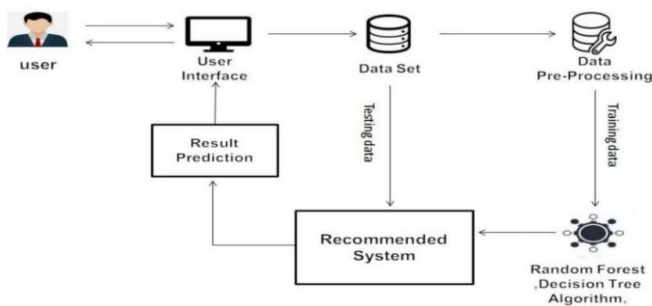 user
User
Interface
Data Set
Data
Pre-Processing
Result
Prediction
Testing data
Training data
Recommended
System
Random Forest
,Decision Tree
Algorithm,